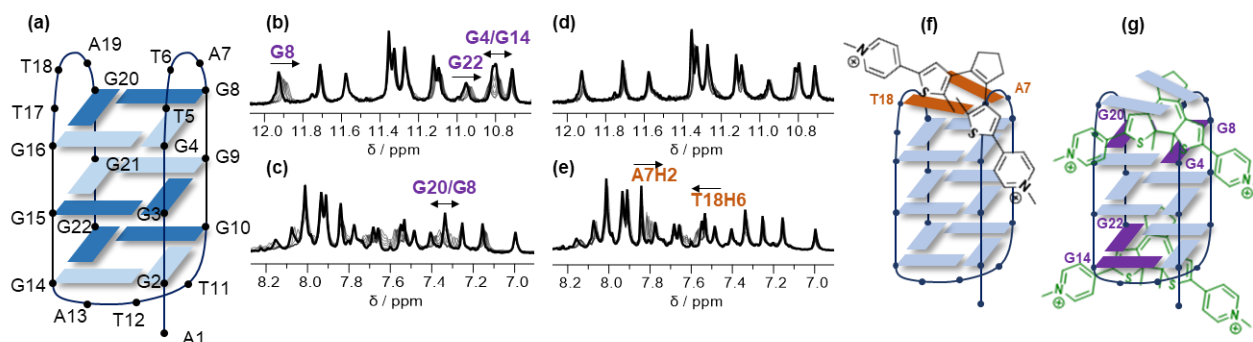 (a)
A19
T18
T6
A7
G20
G8
T17
T5
G16
G4
G21
G9
G15
G3
G22
G10
G14
G2
T11
A13
T12
A1
(b)
G8
G22
G4/G14
12.0 11.8 11.6 11.4 11.2 11.0 10.8
δ / ppm
(c)
G20/G8
8.2 8.0 7.8 7.6 7.4 7.2 7.0
δ / ppm
(d)
12.0 11.8 11.6 11.4 11.2 11.0 10.8
δ / ppm
(e)
A7H2
T18H6
8.2 8.0 7.8 7.6 7.4 7.2 7.0
δ / ppm
(f)
N
+
T18
A7
S
S
N
+
(g)
G20
G8
S
S
G4
N
+
N
+
G22
G14
S
S
N
+
N
+